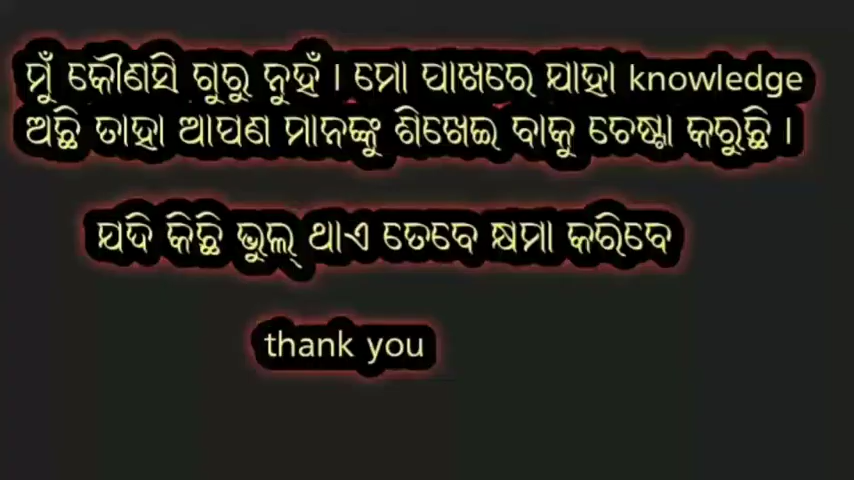 ମୁଁ କୌଣସି ଗୁରୁ ନୁହଁ । ମୋ ପାଖରେ ଯାହା knowledge
ଅଛି ତାହା ଆପଣ ମାନଙ୍କୁ ଶିଖେଇ ବାକୁ ଚେଷ୍ଟା କରୁଛି ।
ଯଦି କିଛି ଭୁଲ୍ ଥାଏ ତେବେ କ୍ଷମା କରିବେ
thank you